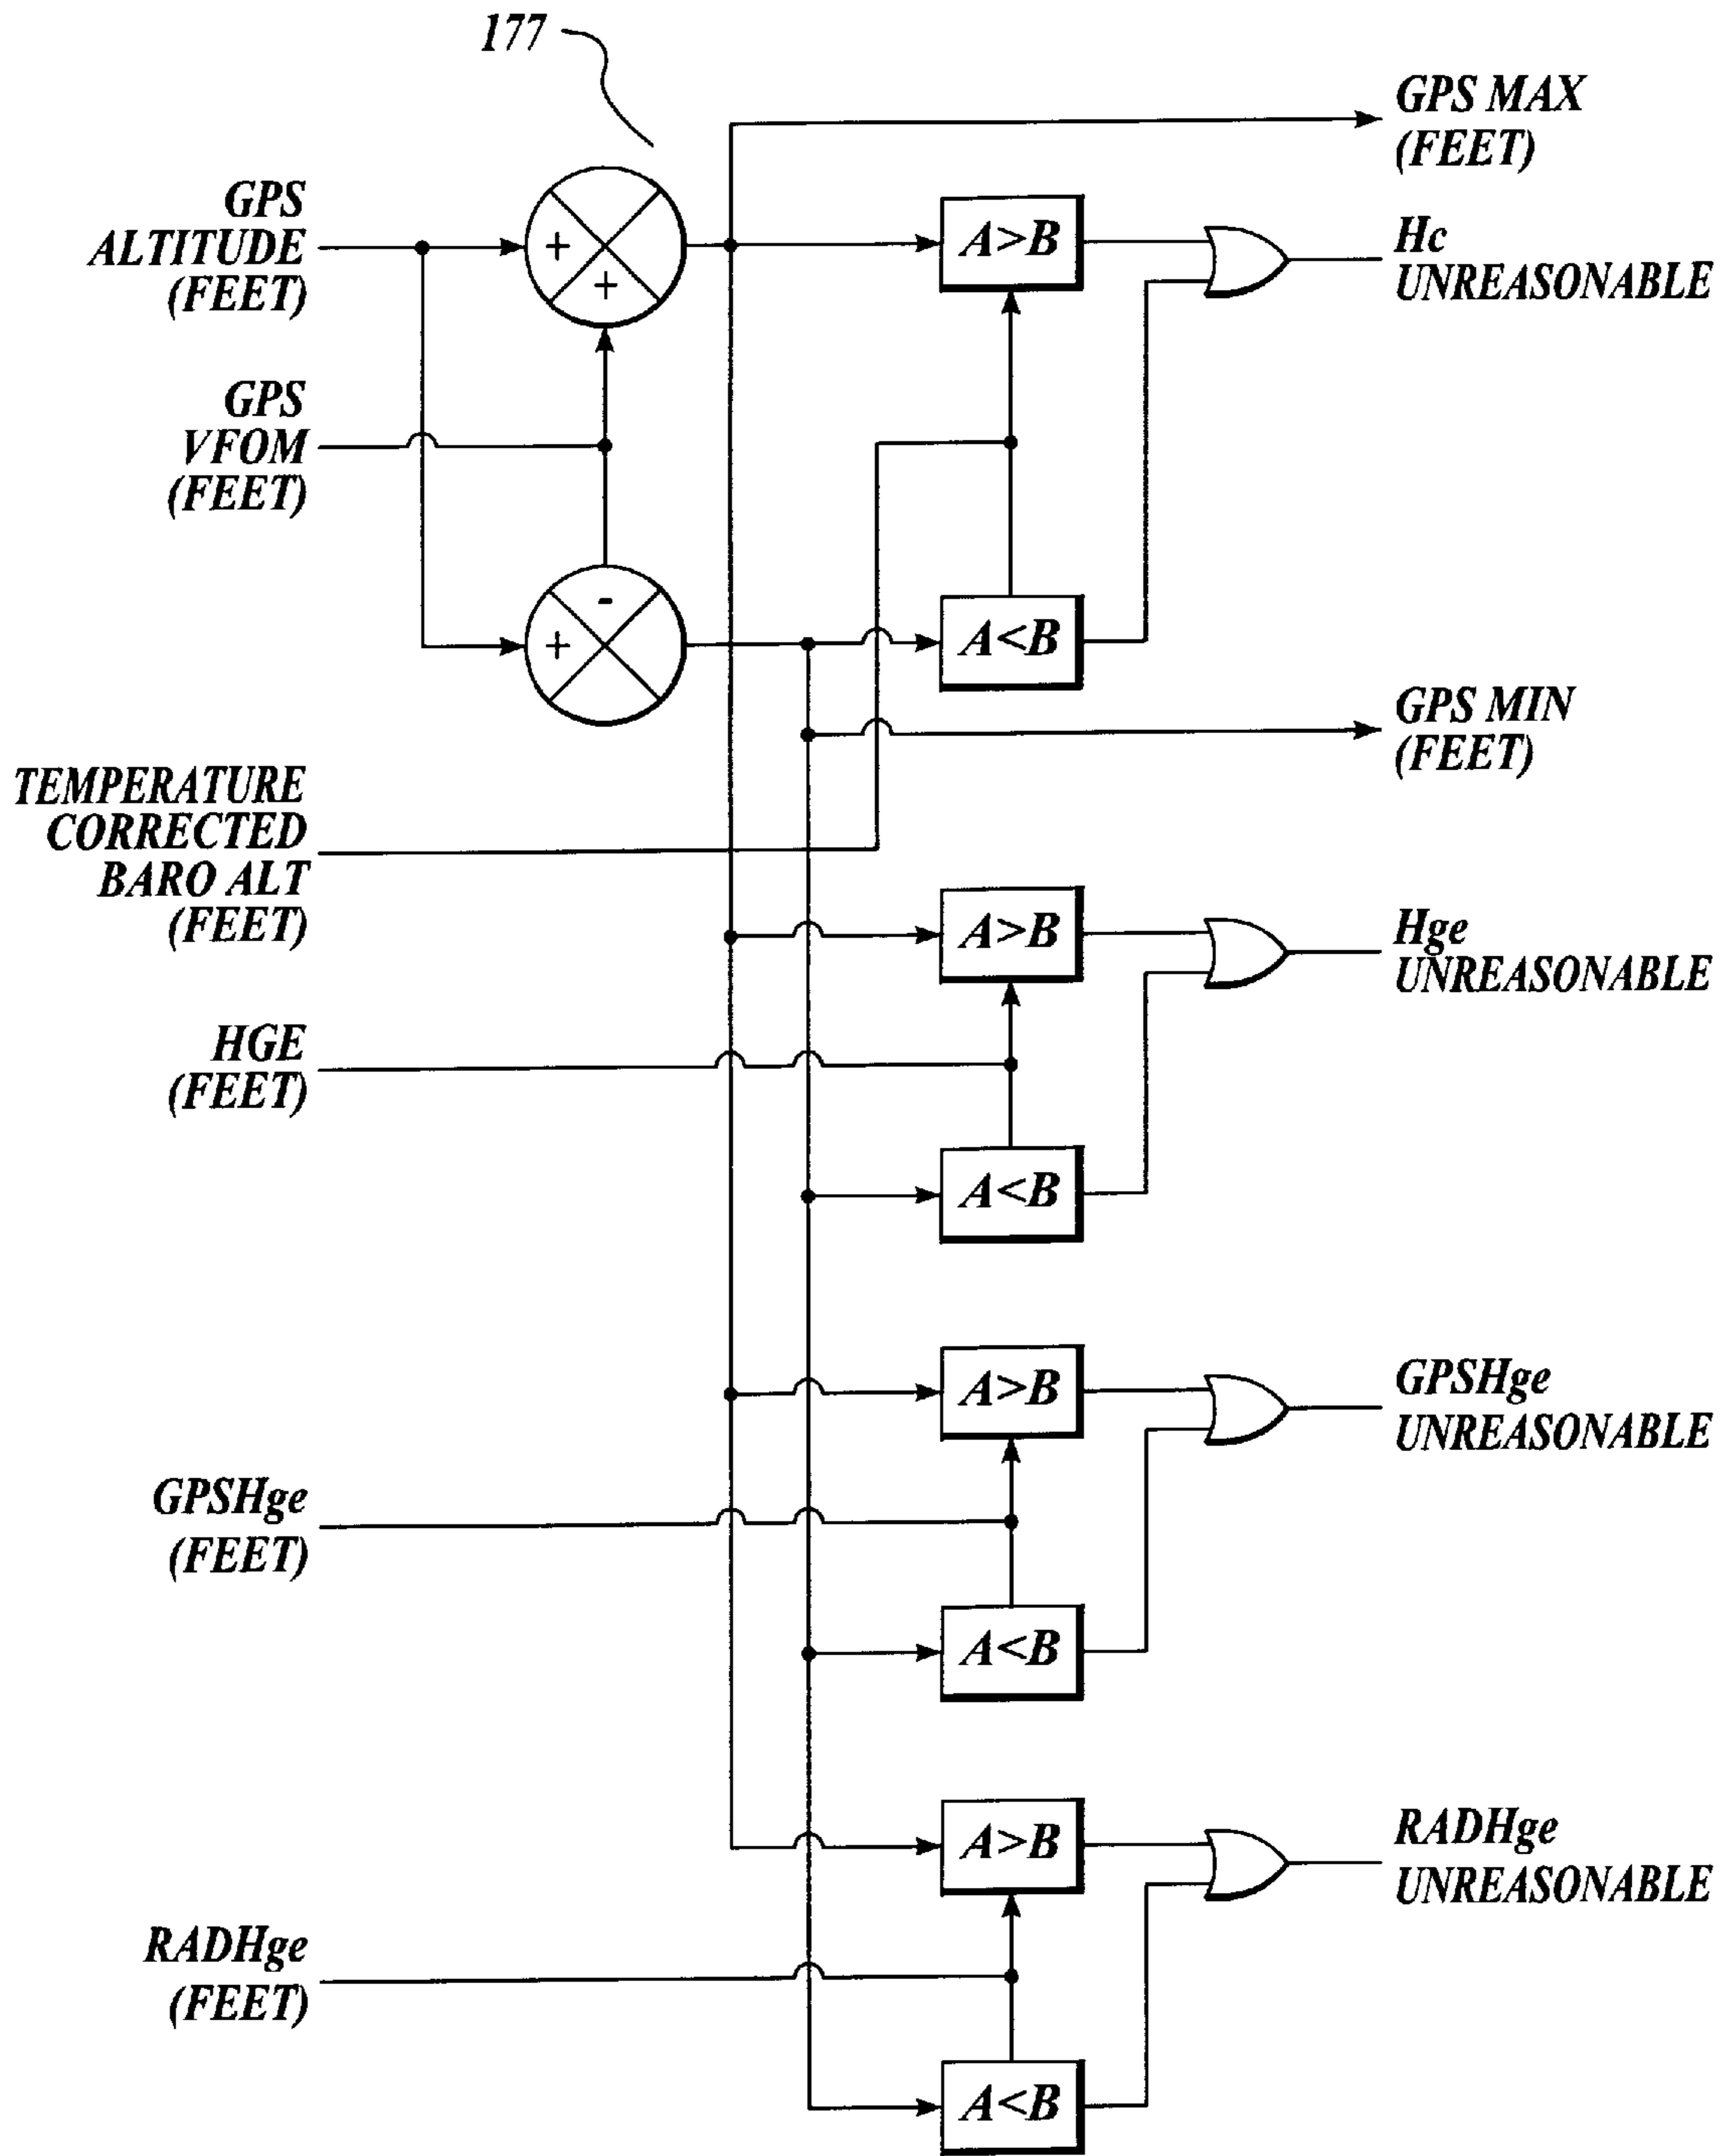 177
GPS MAX
(FEET)
GPS
ALTITUDE
(FEET)
+
+
A>B
Hc
UNREASONABLE
GPS
VFOM
(FEET)
-
+
A<B
GPS MIN
(FEET)
TEMPERATURE
CORRECTED
BARO ALT
(FEET)
A>B
Hge
UNREASONABLE
HGE
(FEET)
A<B
A>B
GPSHge
UNREASONABLE
GPSHge
(FEET)
A<B
A>B
RADHge
UNREASONABLE
RADHge
(FEET)
A<B